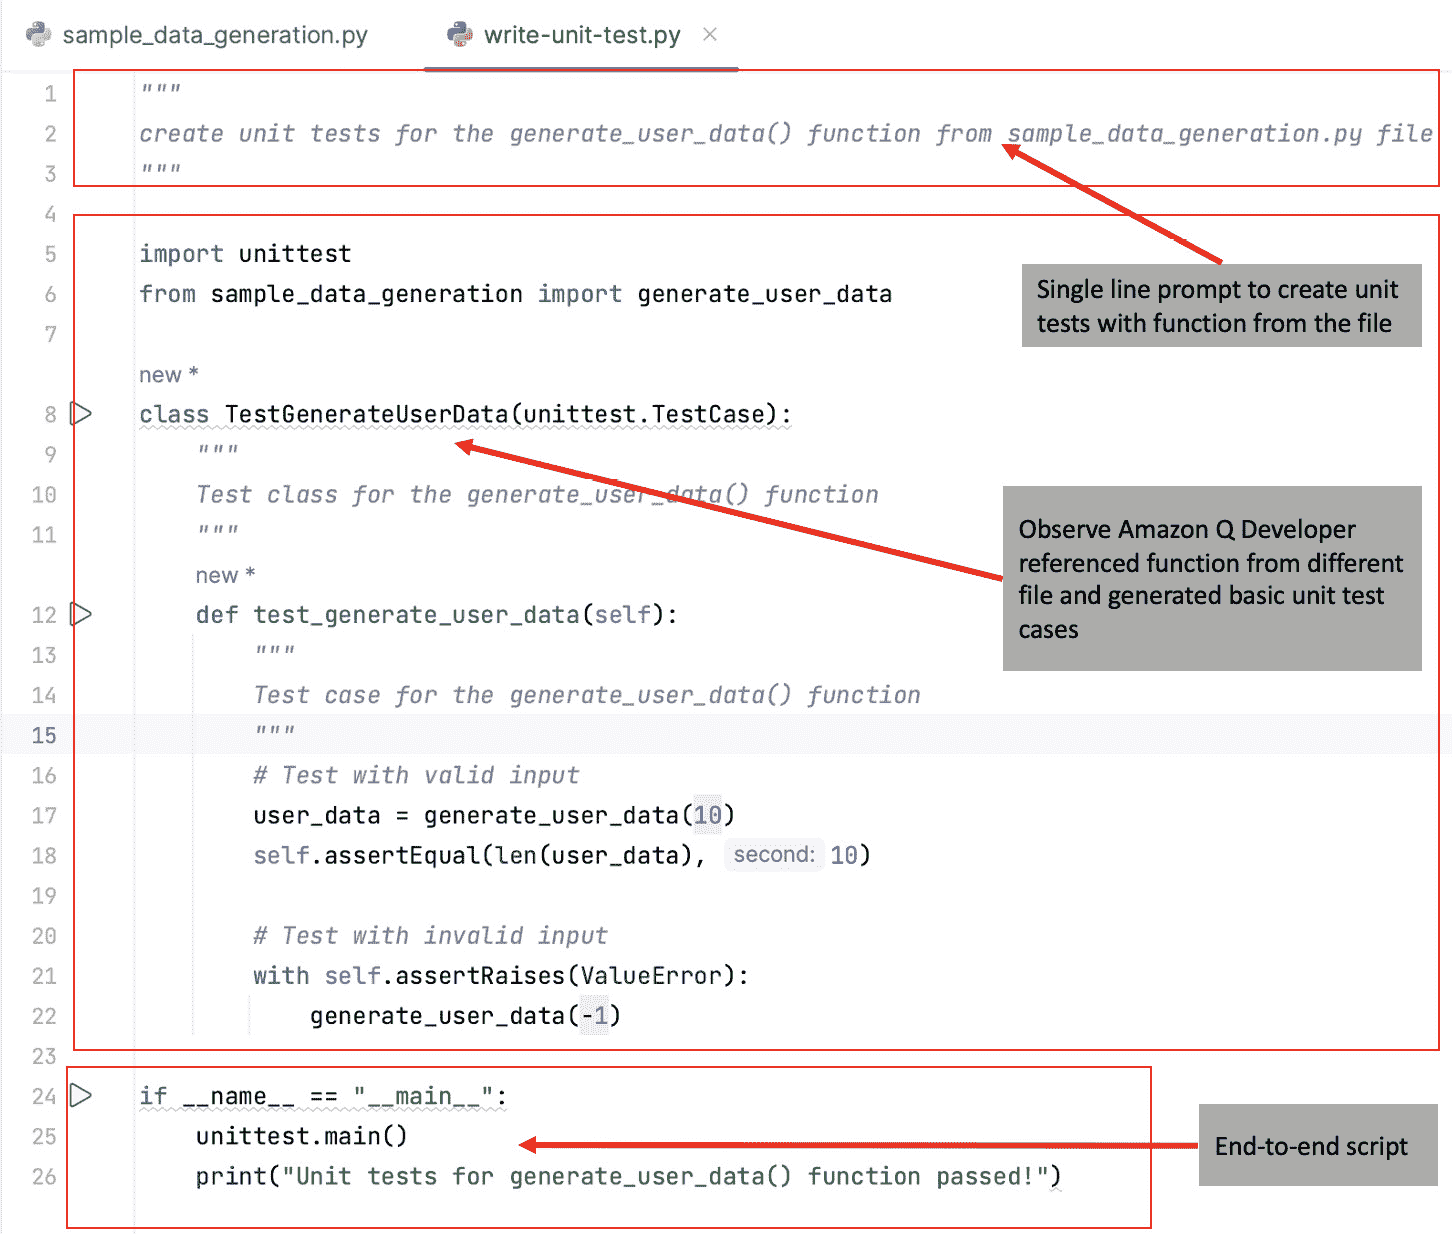 sample_data_generation.py write-unit-test.py ×
1 """
2 create unit tests for the generate_user_data() function from sample_data_generation.py file
3 """
4
5 import unittest
6 from sample_data_generation import generate_user_data
7
Single line prompt to create unit
tests with function from the file
new *
8 class TestGenerateUserData(unittest.TestCase):
9 """
10 Test class for the generate_user_data() function
11 """
Observe Amazon Q Developer
referenced function from different
file and generated basic unit test
cases
new *
12 def test_generate_user_data(self):
13 """
14 Test case for the generate_user_data() function
15 """
16 # Test with valid input
17 user_data = generate_user_data(10)
18 self.assertEqual(len(user_data), second: 10)
19
20 # Test with invalid input
21 with self.assertRaises(ValueError):
22 generate_user_data(-1)
23
24 if __name__ == "__main__":
25 unittest.main()
26 print("Unit tests for generate_user_data() function passed!")
End-to-end script